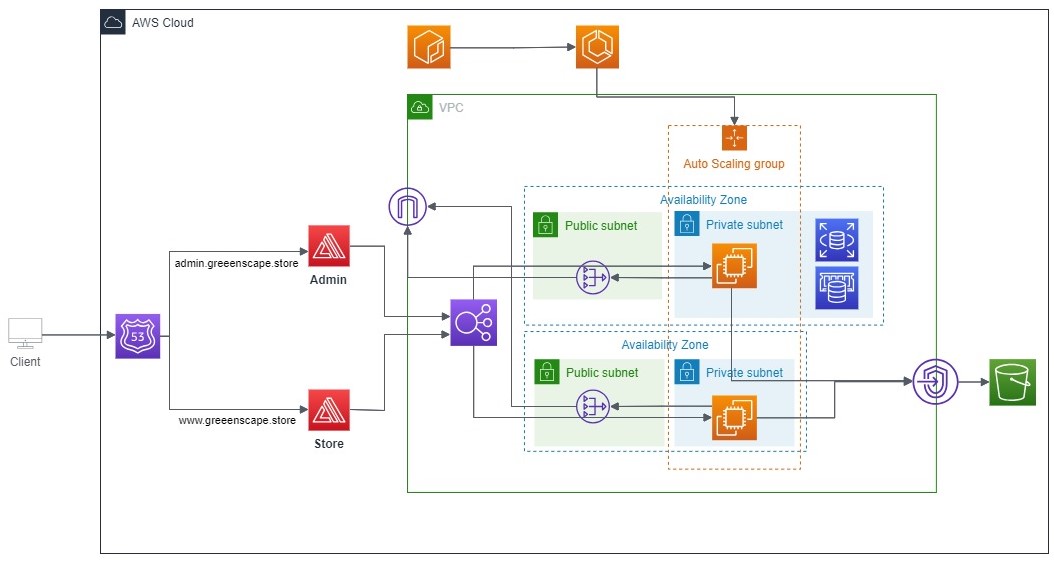 AWS Cloud
VPC
Auto Scaling group
Availability Zone
Public subnet
Private subnet
admin.greenscape.store
Admin
53
Client
Availability Zone
Public subnet
Private subnet
www.greeenscape.store
Store